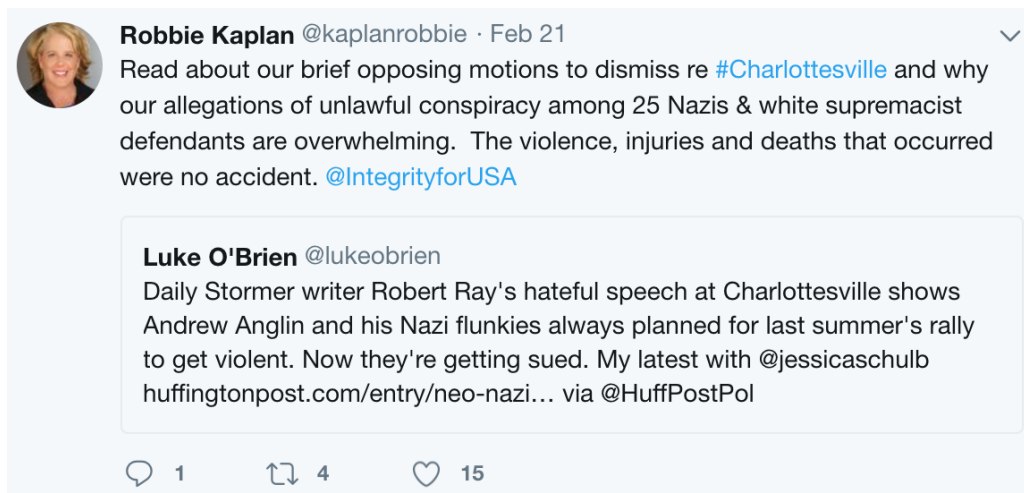 Robbie Kaplan @kaplanrobbie · Feb 21
Read about our brief opposing motions to dismiss re #Charlottesville and why
our allegations of unlawful conspiracy among 25 Nazis & white supremacist
defendants are overwhelming.  The violence, injuries and deaths that occurred
were no accident. @IntegrityforUSA
Luke O'Brien @lukeobrien
Daily Stormer writer Robert Ray's hateful speech at Charlottesville shows
Andrew Anglin and his Nazi flunkies always planned for last summer's rally
to get violent. Now they're getting sued. My latest with @jessicaschulb
huffingtonpost.com/entry/neo-nazi… via @HuffPostPol
1 4 15